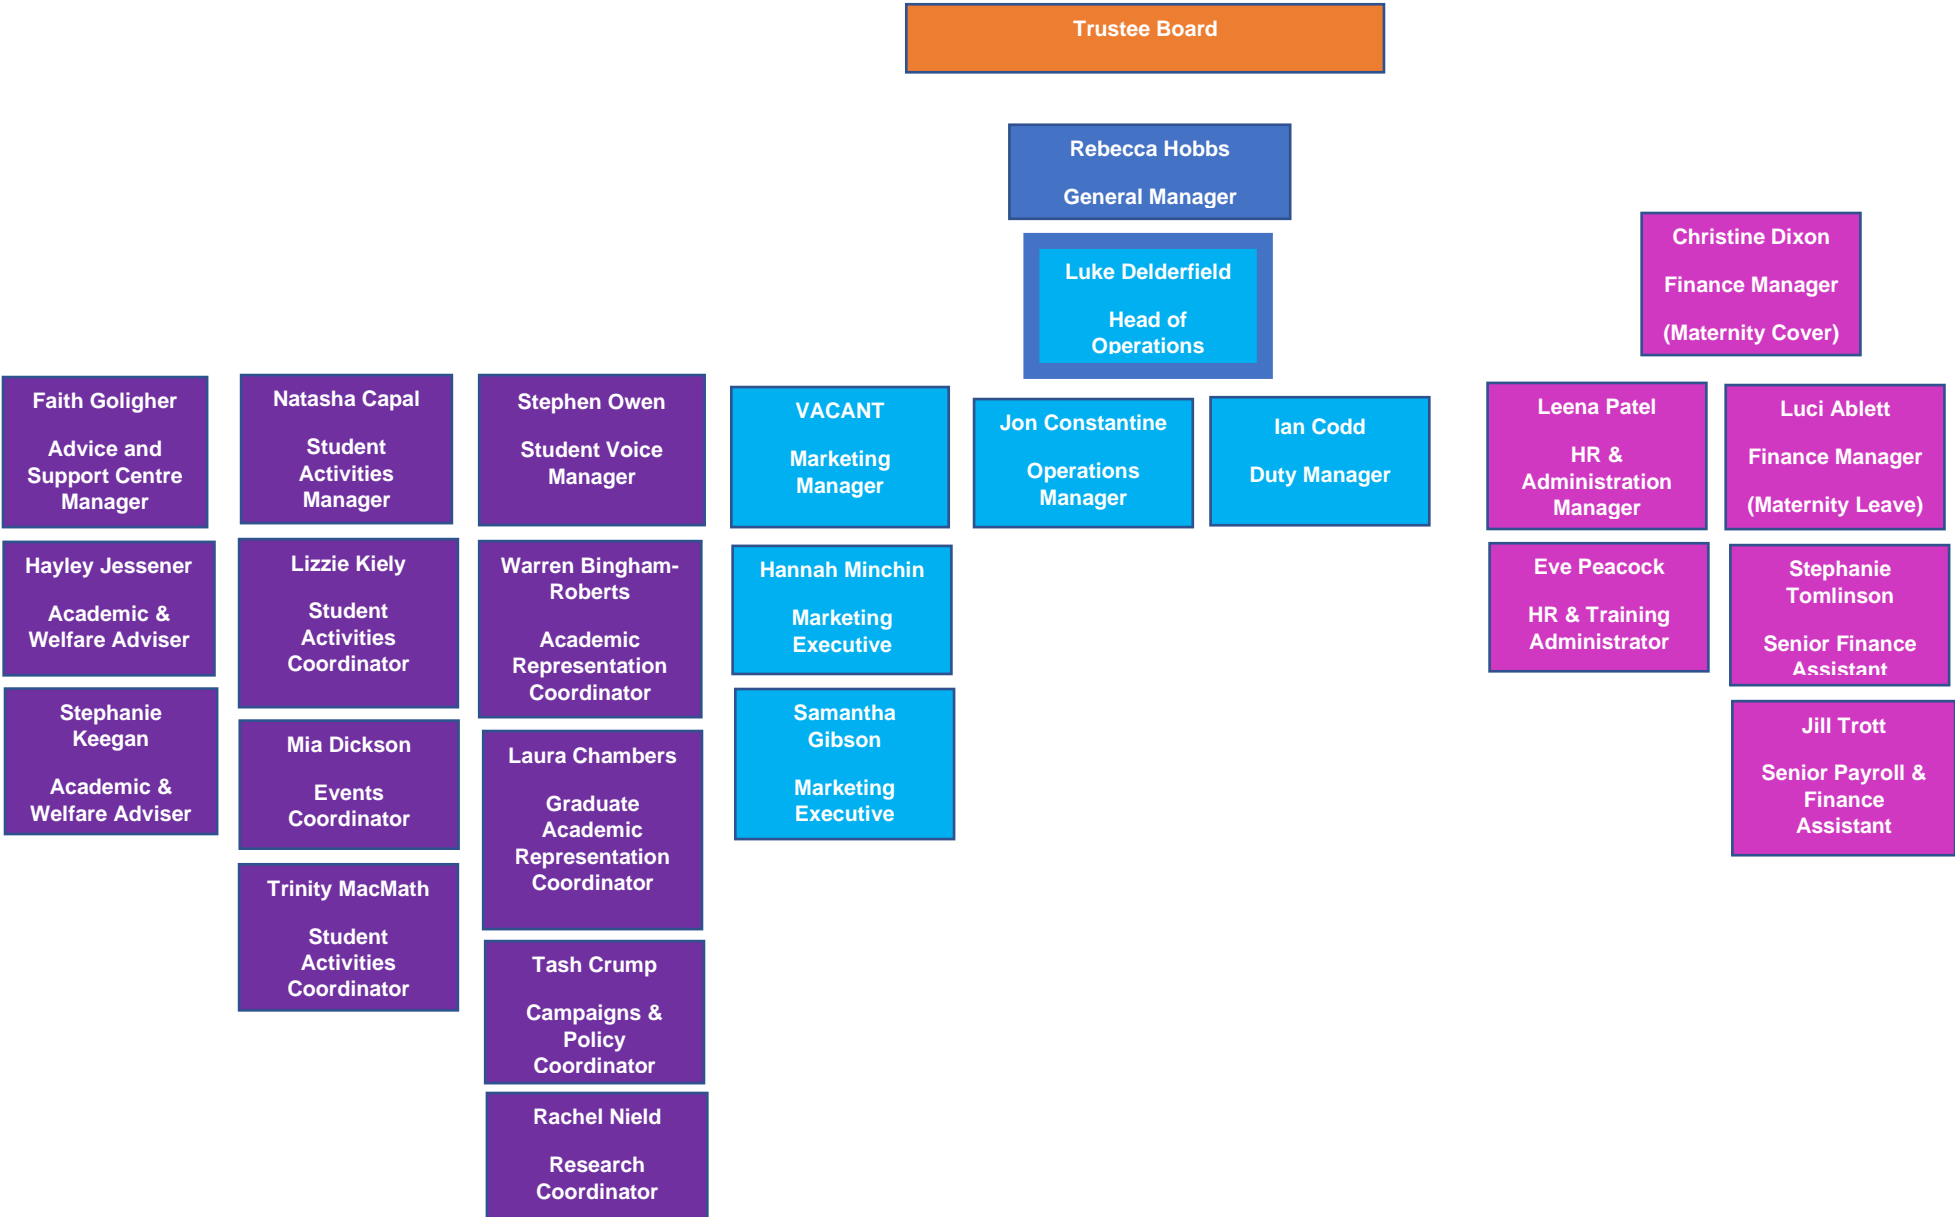 Trustee Board
Rebecca Hobbs
General Manager
Luke Delderfield
Head of
Operations
Christine Dixon
Finance Manager
(Maternity Cover)
Faith Goligher
Advice and
Support Centre
Manager
Natasha Capal
Student
Activities
Manager
Stephen Owen
Student Voice
Manager
VACANT
Marketing
Manager
Jon Constantine
Operations
Manager
Ian Codd
Duty Manager
Leena Patel
HR &
Administration
Manager
Luci Ablett
Finance Manager
(Maternity Leave)
Hayley Jessener
Academic &
Welfare Adviser
Lizzie Kiely
Student
Activities
Coordinator
Warren Bingham-
Roberts
Academic
Representation
Coordinator
Hannah Minchin
Marketing
Executive
Eve Peacock
HR & Training
Administrator
Stephanie
Tomlinson
Senior Finance
Assistant
Stephanie
Keegan
Academic &
Welfare Adviser
Mia Dickson
Events
Coordinator
Laura Chambers
Graduate
Academic
Representation
Coordinator
Samantha
Gibson
Marketing
Executive
Jill Trott
Senior Payroll &
Finance
Assistant
Trinity MacMath
Student
Activities
Coordinator
Tash Crump
Campaigns &
Policy
Coordinator
Rachel Nield
Research
Coordinator